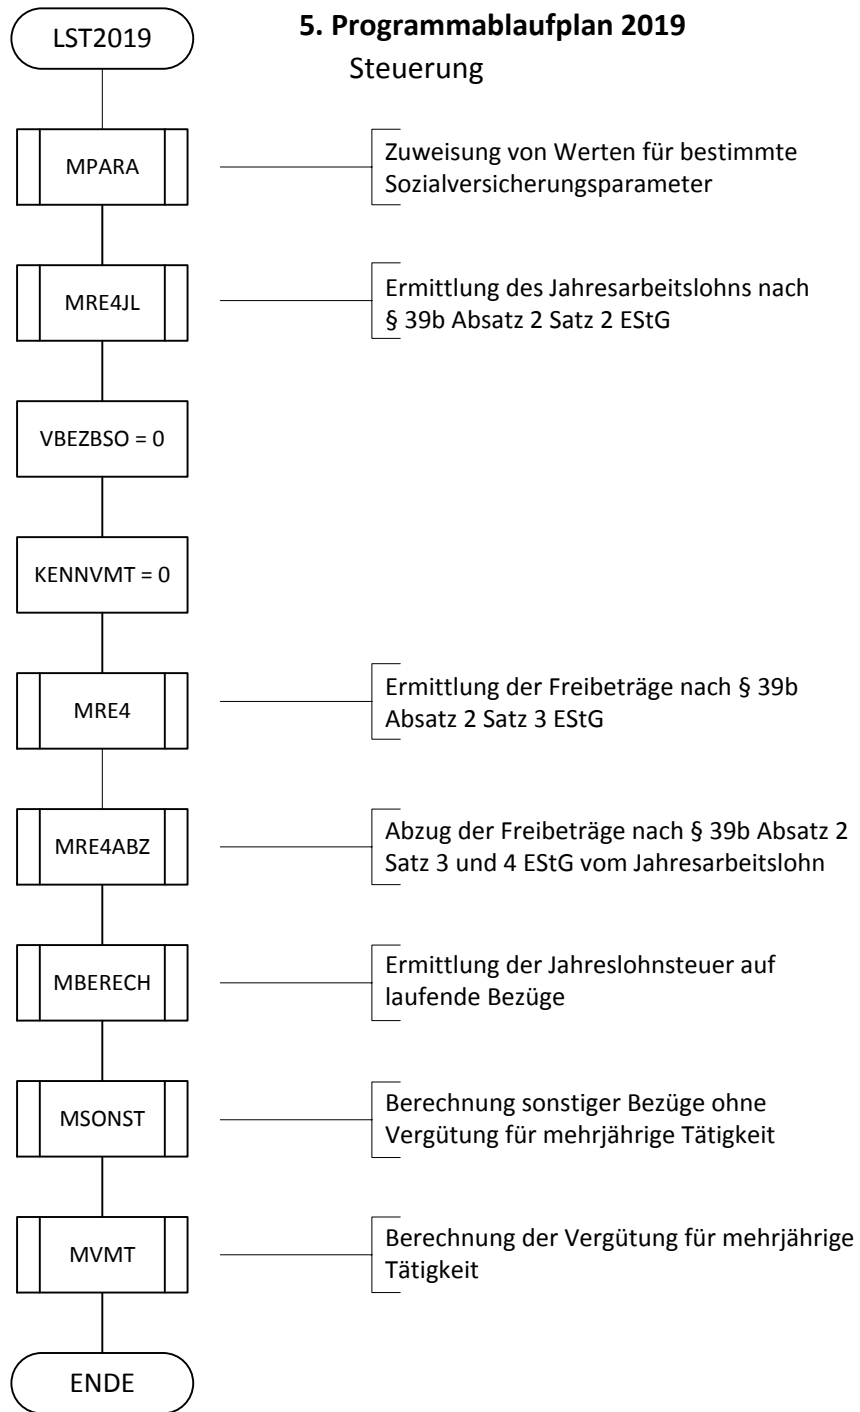 LST2019
5. Programmablaufplan 2019
Steuerung
MPARA
Zuweisung von Werten für bestimmte
Sozialversicherungsparameter
MRE4JL
Ermittlung des Jahresarbeitslohns nach
§ 39b Absatz 2 Satz 2 EStG
VBEZBSO = 0
KENNVMT = 0
MRE4
Ermittlung der Freibeträge nach § 39b
Absatz 2 Satz 3 EStG
MRE4ABZ
Abzug der Freibeträge nach § 39b Absatz 2
Satz 3 und 4 EStG vom Jahresarbeitslohn
MBERECH
Ermittlung der Jahreslohnsteuer auf
laufende Bezüge
MSONST
Berechnung sonstiger Bezüge ohne
Vergütung für mehrjährige Tätigkeit
MVMT
Berechnung der Vergütung für mehrjährige
Tätigkeit
ENDE